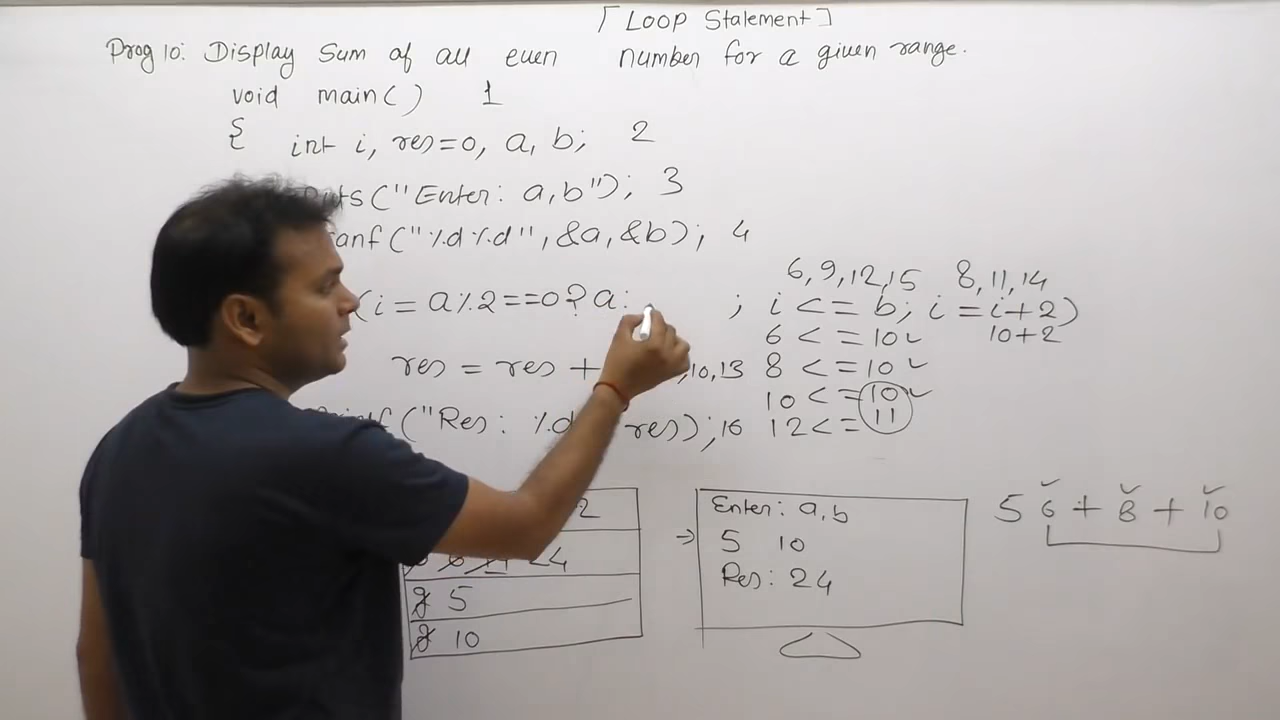 [Loop Statement]
Prog 10: Display Sum of all even number for a given range.
void main() 1
{ int i, res=0, a, b; 2
puts("Enter: a,b"); 3
scanf("%d%d", &a, &b); 4
6, 9, 12, 15 8, 11, 14
(i = a%2==0?a: ; i <= b; i = i+2)
6 <= 10 ✓ 10+2
res = res + ,10,13 8 <= 10 ✓
10 <= 10 ✓
("Res: %d res); 16 12 <= 11
2
6 24
5
10
Enter: a,b
→ 5 10
Res: 24
5 6 + 8 + 10